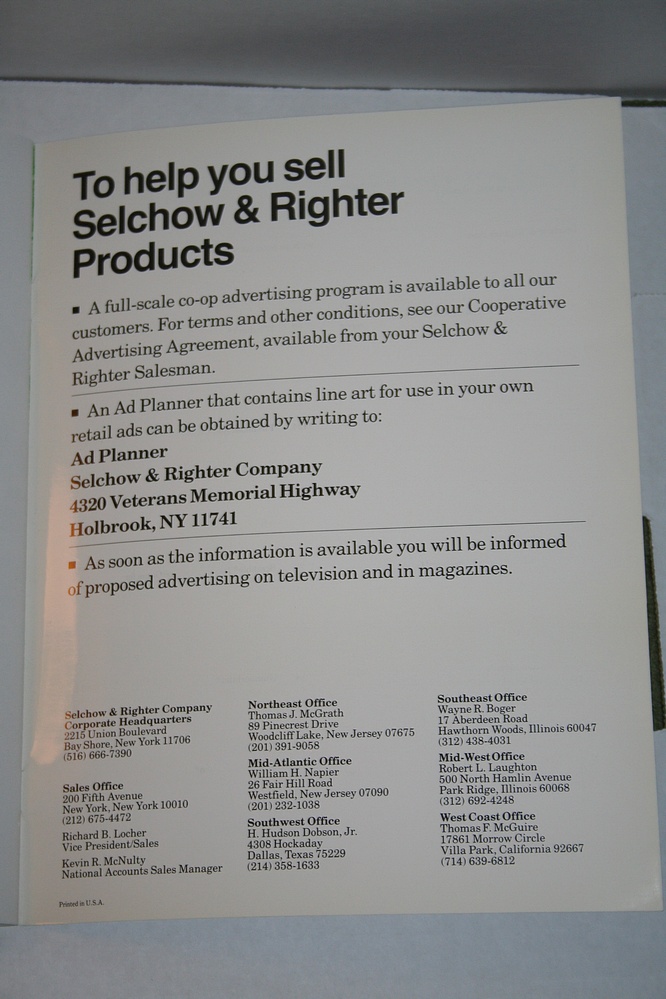 To help you sell
Selchow & Righter
Products
▪ A full-scale co-op advertising program is available to all our
customers. For terms and other conditions, see our Cooperative
Advertising Agreement, available from your Selchow &
Righter Salesman.
▪ An Ad Planner that contains line art for use in your own
retail ads can be obtained by writing to:
Ad Planner
Selchow & Righter Company
4320 Veterans Memorial Highway
Holbrook, NY 11741
▪ As soon as the information is available you will be informed
of proposed advertising on television and in magazines.
Selchow & Righter Company
Corporate Headquarters
2215 Union Boulevard
Bay Shore, New York 11706
(516) 666-7390
Sales Office
200 Fifth Avenue
New York, New York 10010
(212) 675-4472
Richard B. Locher
Vice President/Sales
Kevin R. McNulty
National Accounts Sales Manager
Northeast Office
Thomas J. McGrath
89 Pinecrest Drive
Woodcliff Lake, New Jersey 07675
(201) 391-9058
Mid-Atlantic Office
William H. Napier
26 Fair Hill Road
Westfield, New Jersey 07090
(201) 232-1038
Southwest Office
H. Hudson Dobson, Jr.
4308 Hockaday
Dallas, Texas 75229
(214) 358-1633
Southeast Office
Wayne R. Boger
17 Aberdeen Road
Hawthorn Woods, Illinois 60047
(312) 438-4031
Mid-West Office
Robert L. Laughton
500 North Hamlin Avenue
Park Ridge, Illinois 60068
(312) 692-4248
West Coast Office
Thomas F. McGuire
17861 Morrow Circle
Villa Park, California 92667
(714) 639-6812
Printed in U.S.A.